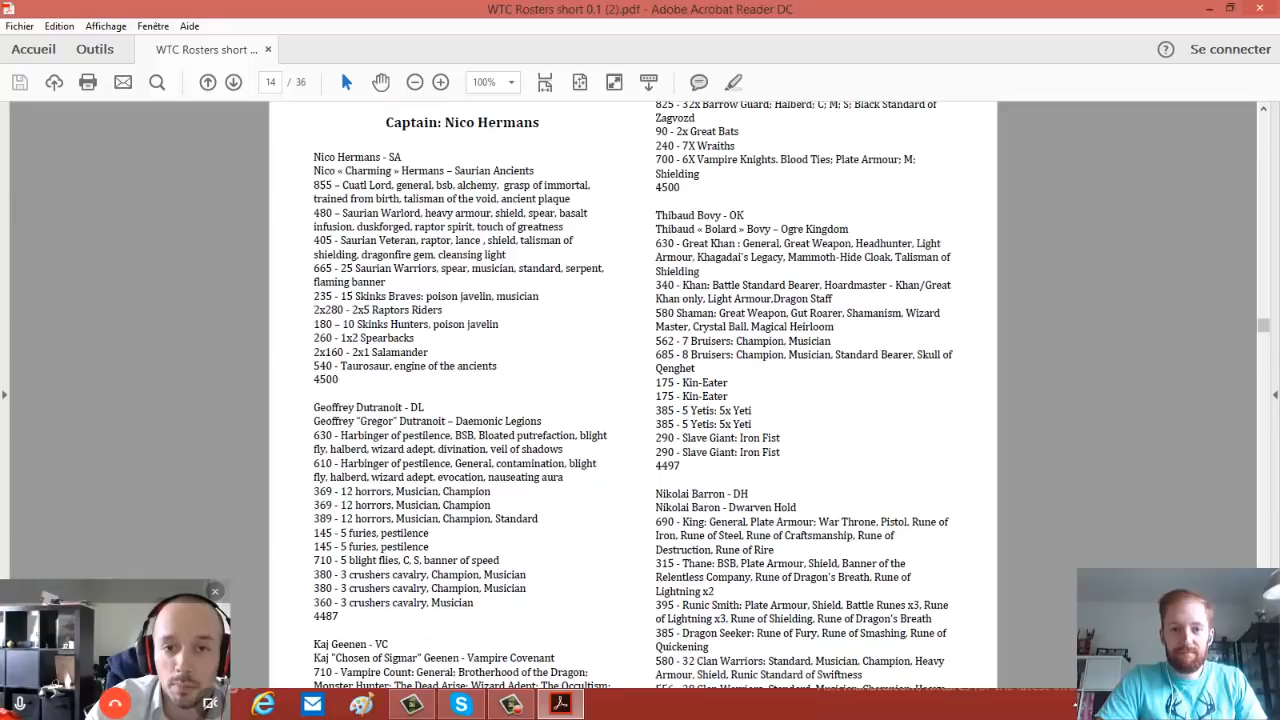 WTC Rosters short 0.1 (2).pdf - Adobe Acrobat Reader DC
Fichier Edition Affichage Fenêtre Aide
Accueil Outils WTC Rosters short ... × Se connecter
14 / 36 100%
Captain: Nico Hermans
Nico Hermans - SA
Nico « Charming » Hermans – Saurian Ancients
855 – Cuatl Lord, general, bsb, alchemy, grasp of immortal,
trained from birth, talisman of the void, ancient plaque
480 – Saurian Warlord, heavy armour, shield, spear, basalt
infusion, duskforged, raptor spirit, touch of greatness
405 - Saurian Veteran, raptor, lance , shield, talisman of
shielding, dragonfire gem, cleansing light
665 - 25 Saurian Warriors, spear, musician, standard, serpent,
flaming banner
235 - 15 Skinks Braves: poison javelin, musician
2x280 - 2x5 Raptors Riders
180 – 10 Skinks Hunters, poison javelin
260 - 1x2 Spearbacks
2x160 - 2x1 Salamander
540 - Taurosaur, engine of the ancients
4500
Geoffrey Dutranoit - DL
Geoffrey "Gregor" Dutranoit – Daemonic Legions
630 - Harbinger of pestilence, BSB, Bloated putrefaction, blight
fly, halberd, wizard adept, divination, veil of shadows
610 - Harbinger of pestilence, General, contamination, blight
fly, halberd, wizard adept, evocation, nauseating aura
369 - 12 horrors, Musician, Champion
369 - 12 horrors, Musician, Champion
389 - 12 horrors, Musician, Champion, Standard
145 - 5 furies, pestilence
145 - 5 furies, pestilence
710 - 5 blight flies, C, S, banner of speed
380 - 3 crushers cavalry, Champion, Musician
380 - 3 crushers cavalry, Champion, Musician
360 - 3 crushers cavalry, Musician
4487
Kaj Geenen - VC
Kaj "Chosen of Sigmar" Geenen - Vampire Covenant
710 - Vampire Count: General; Brotherhood of the Dragon;
Monster Hunter; The Dead Arise; Wizard Adept; The Occultism;
825 - 32x Barrow Guard; Halberd; C; M; S; Black Standard of
Zagvozd
90 - 2x Great Bats
240 - 7X Wraiths
700 - 6X Vampire Knights. Blood Ties; Plate Armour; M;
Shielding
4500
Thibaud Bovy - OK
Thibaud « Bolard » Bovy – Ogre Kingdom
630 - Great Khan : General, Great Weapon, Headhunter, Light
Armour, Khagadai's Legacy, Mammoth-Hide Cloak, Talisman of
Shielding
340 - Khan: Battle Standard Bearer, Hoardmaster - Khan/Great
Khan only, Light Armour,Dragon Staff
580 Shaman: Great Weapon, Gut Roarer, Shamanism, Wizard
Master, Crystal Ball, Magical Heirloom
562 - 7 Bruisers: Champion, Musician
685 - 8 Bruisers: Champion, Musician, Standard Bearer, Skull of
Qenghet
175 - Kin-Eater
175 - Kin-Eater
385 - 5 Yetis: 5x Yeti
385 - 5 Yetis: 5x Yeti
290 - Slave Giant: Iron Fist
290 - Slave Giant: Iron Fist
4497
Nikolai Barron - DH
Nikolai Baron - Dwarven Hold
690 - King: General, Plate Armour; War Throne, Pistol, Rune of
Iron, Rune of Steel, Rune of Craftsmanship, Rune of
Destruction, Rune of Rire
315 - Thane: BSB, Plate Armour, Shield, Banner of the
Relentless Company, Rune of Dragon's Breath, Rune of
Lightning x2
395 - Runic Smith: Plate Armour, Shield, Battle Runes x3, Rune
of Lightning x3, Rune of Shielding, Rune of Dragon's Breath
385 - Dragon Seeker: Rune of Fury, Rune of Smashing, Rune of
Quickening
580 - 32 Clan Warriors: Standard, Musician, Champion, Heavy
Armour, Shield, Runic Standard of Swiftness